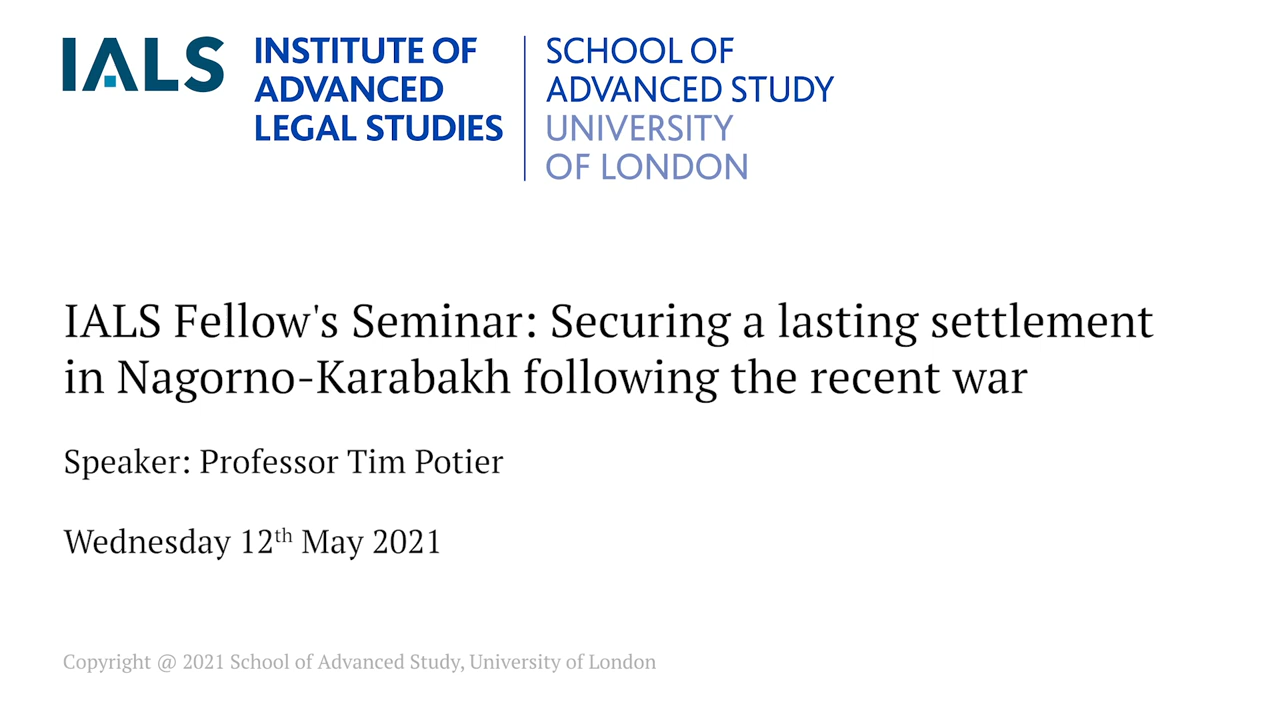 IALS
INSTITUTE OF
ADVANCED
LEGAL STUDIES
SCHOOL OF
ADVANCED STUDY
UNIVERSITY
OF LONDON
IALS Fellow's Seminar: Securing a lasting settlement
in Nagorno-Karabakh following the recent war
Speaker: Professor Tim Potier
Wednesday 12th May 2021
Copyright @ 2021 School of Advanced Study, University of London